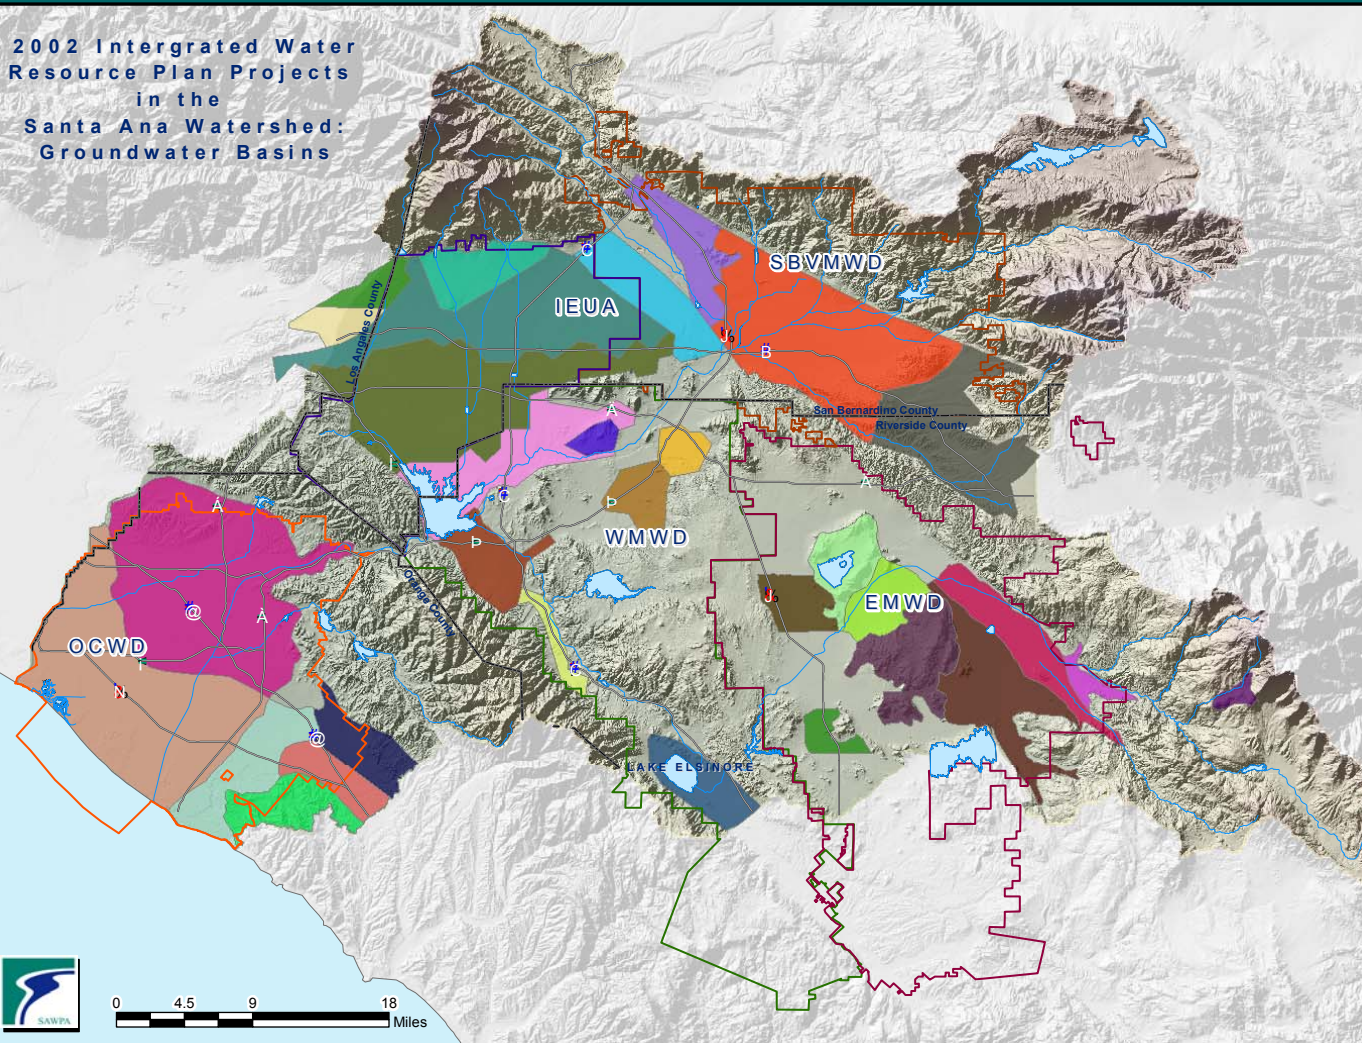 2002 Intergrated Water
Resource Plan Projects
in the
Santa Ana Watershed:
Groundwater Basins
SBVMWD
IEUA
Los Angeles County
B
San Bernardino County
Riverside County
A
A
WMWD
EMWD
Orange County
Á
@
À
OCWD
N
@
LAKE ELSINORE
SAWPA
0 4.5 9 18
Miles